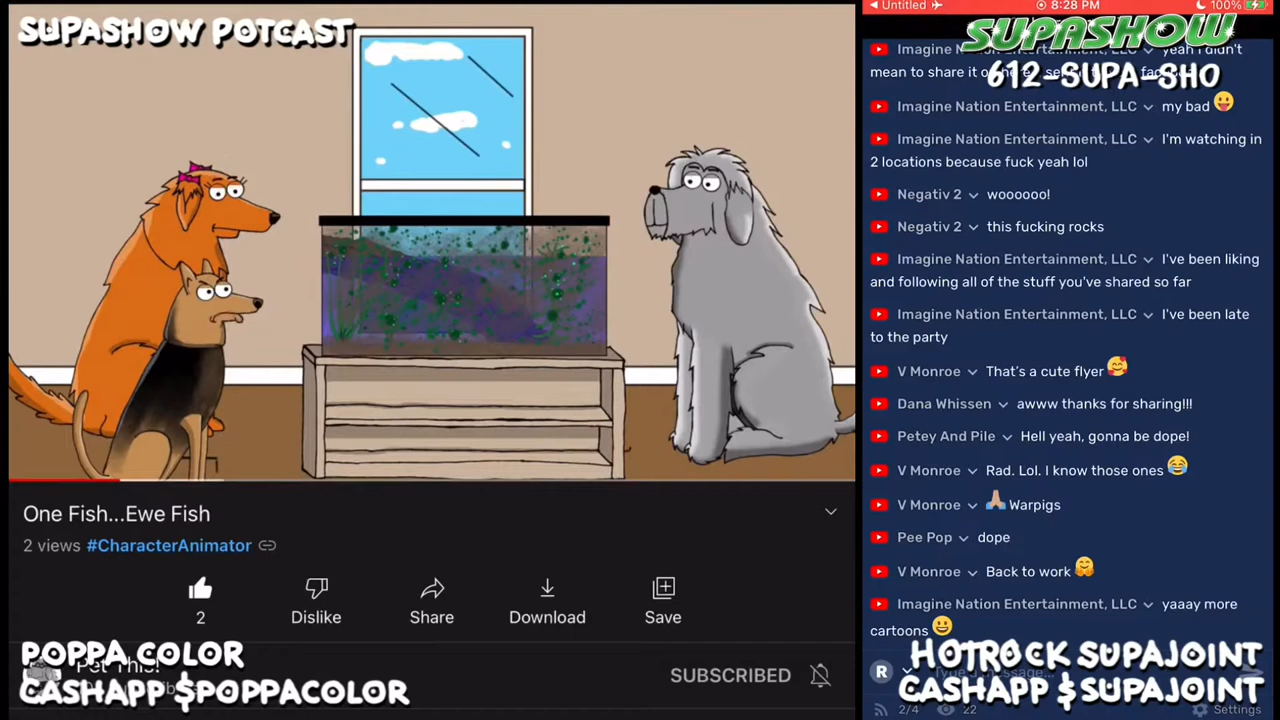 SUPASHOW POTCAST
One Fish...Ewe Fish
2 views #CharacterAnimator
2
Dislike
Share
Download
Save
Pet This!
SUBSCRIBED
POPPA COLOR
CASHAPP $POPPACOLOR
Untitled
8:28 PM
100%
SUPASHOW
612-SUPA-SHO
Imagine N yeah I didn't
mean to share it
Imagine Nation Entertainment, LLC my bad 😛
Imagine Nation Entertainment, LLC I'm watching in
2 locations because fuck yeah lol
Negativ 2 woooooo!
Negativ 2 this fucking rocks
Imagine Nation Entertainment, LLC I've been liking
and following all of the stuff you've shared so far
Imagine Nation Entertainment, LLC I've been late
to the party
V Monroe That's a cute flyer 🥰
Dana Whissen awww thanks for sharing!!!
Petey And Pile Hell yeah, gonna be dope!
V Monroe Rad. Lol. I know those ones 😂
V Monroe 🙏🏼 Warpigs
Pee Pop dope
V Monroe Back to work 🤗
Imagine Nation Entertainment, LLC yaaay more
cartoons 😀
HOTROCK SUPAJOINT
R
CASHAPP $SUPAJOINT
2/4 22 Settings